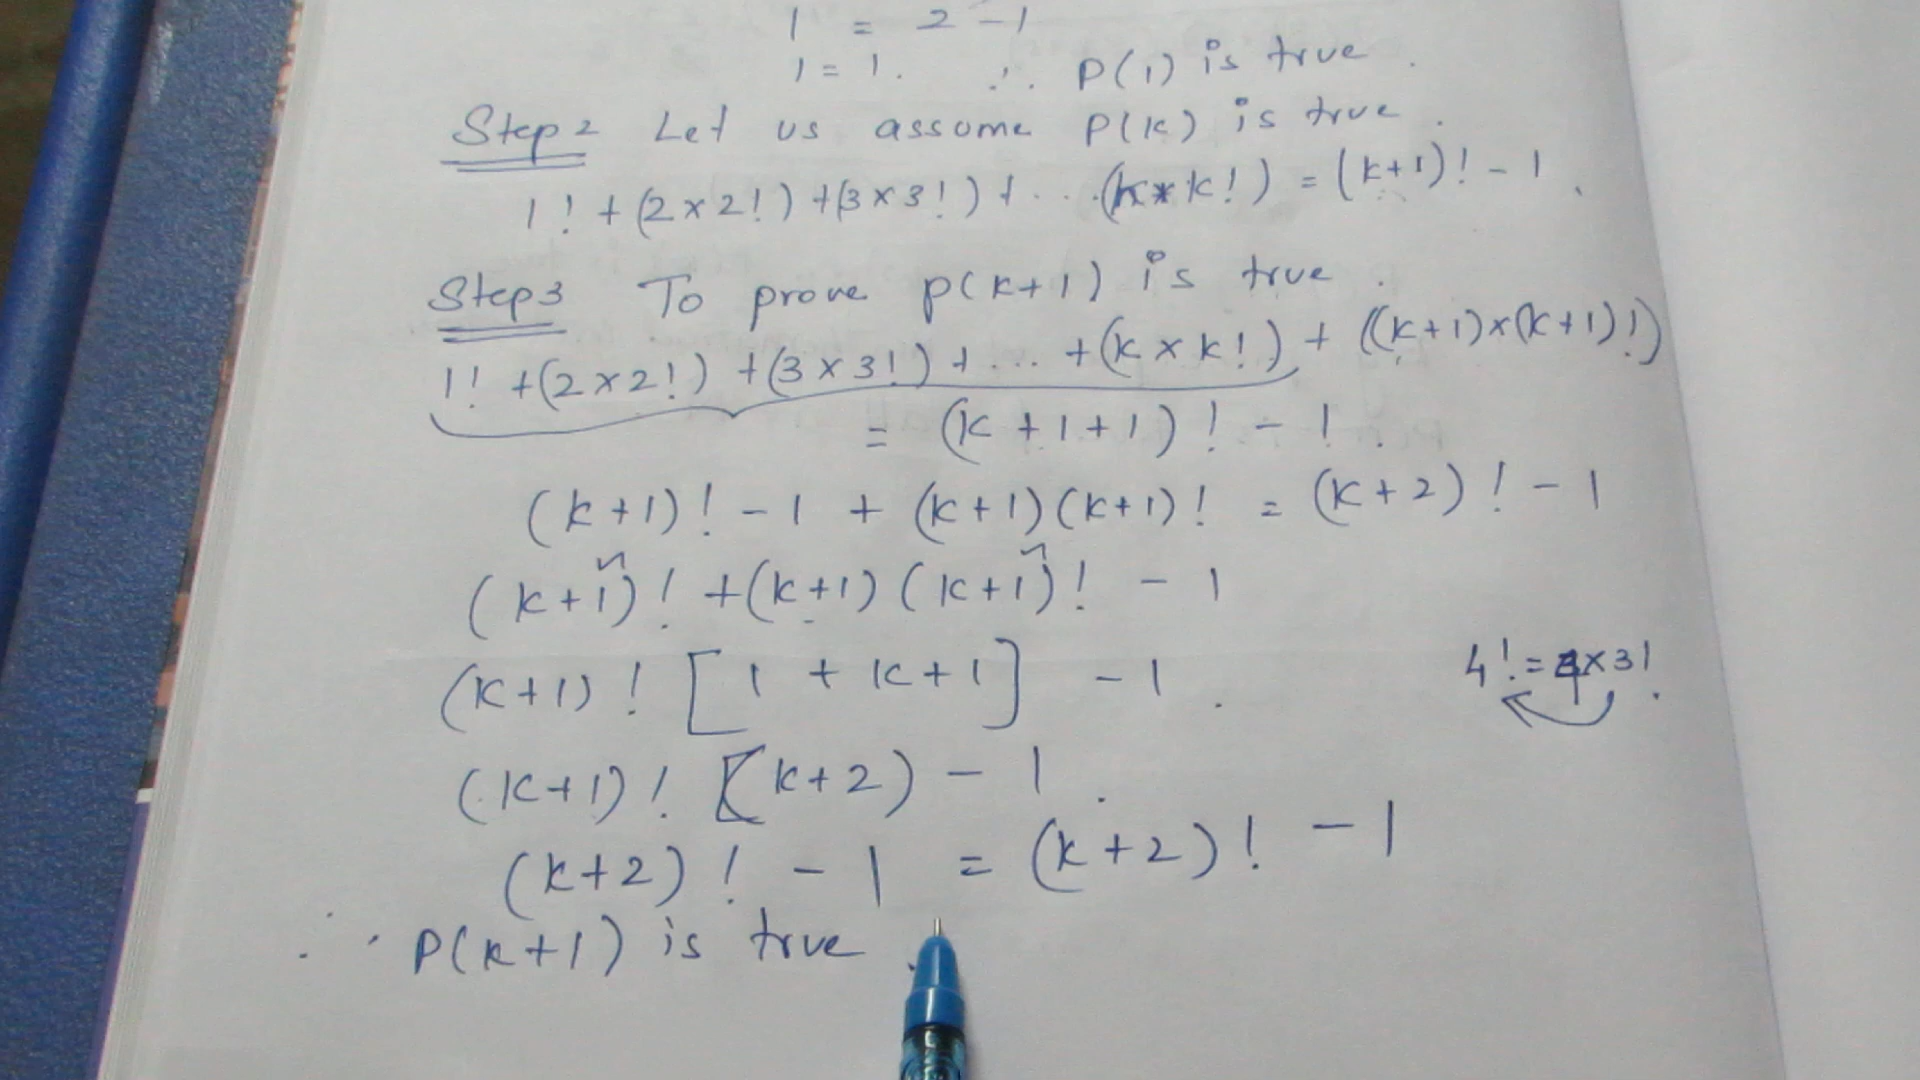 1 = 2 - 1
1 = 1. ∴ P(1) is true.
Step 2 Let us assume P(k) is true.
1! + (2×2!) + (3×3!) + ... (k×k!) = (k+1)! - 1.
Step 3 To prove p(k+1) is true.
1! + (2×2!) + (3×3!) + ... + (k×k!) + ((k+1)×(k+1)!)
= (k+1+1)! - 1.
(k+1)! - 1 + (k+1)(k+1)! = (k+2)! - 1
(k+1)! + (k+1)(k+1)! - 1
(k+1)! [1 + k+1] - 1.
4! = 4×3!.
(k+1)! (k+2) - 1.
(k+2)! - 1 = (k+2)! - 1
∴ P(k+1) is true.